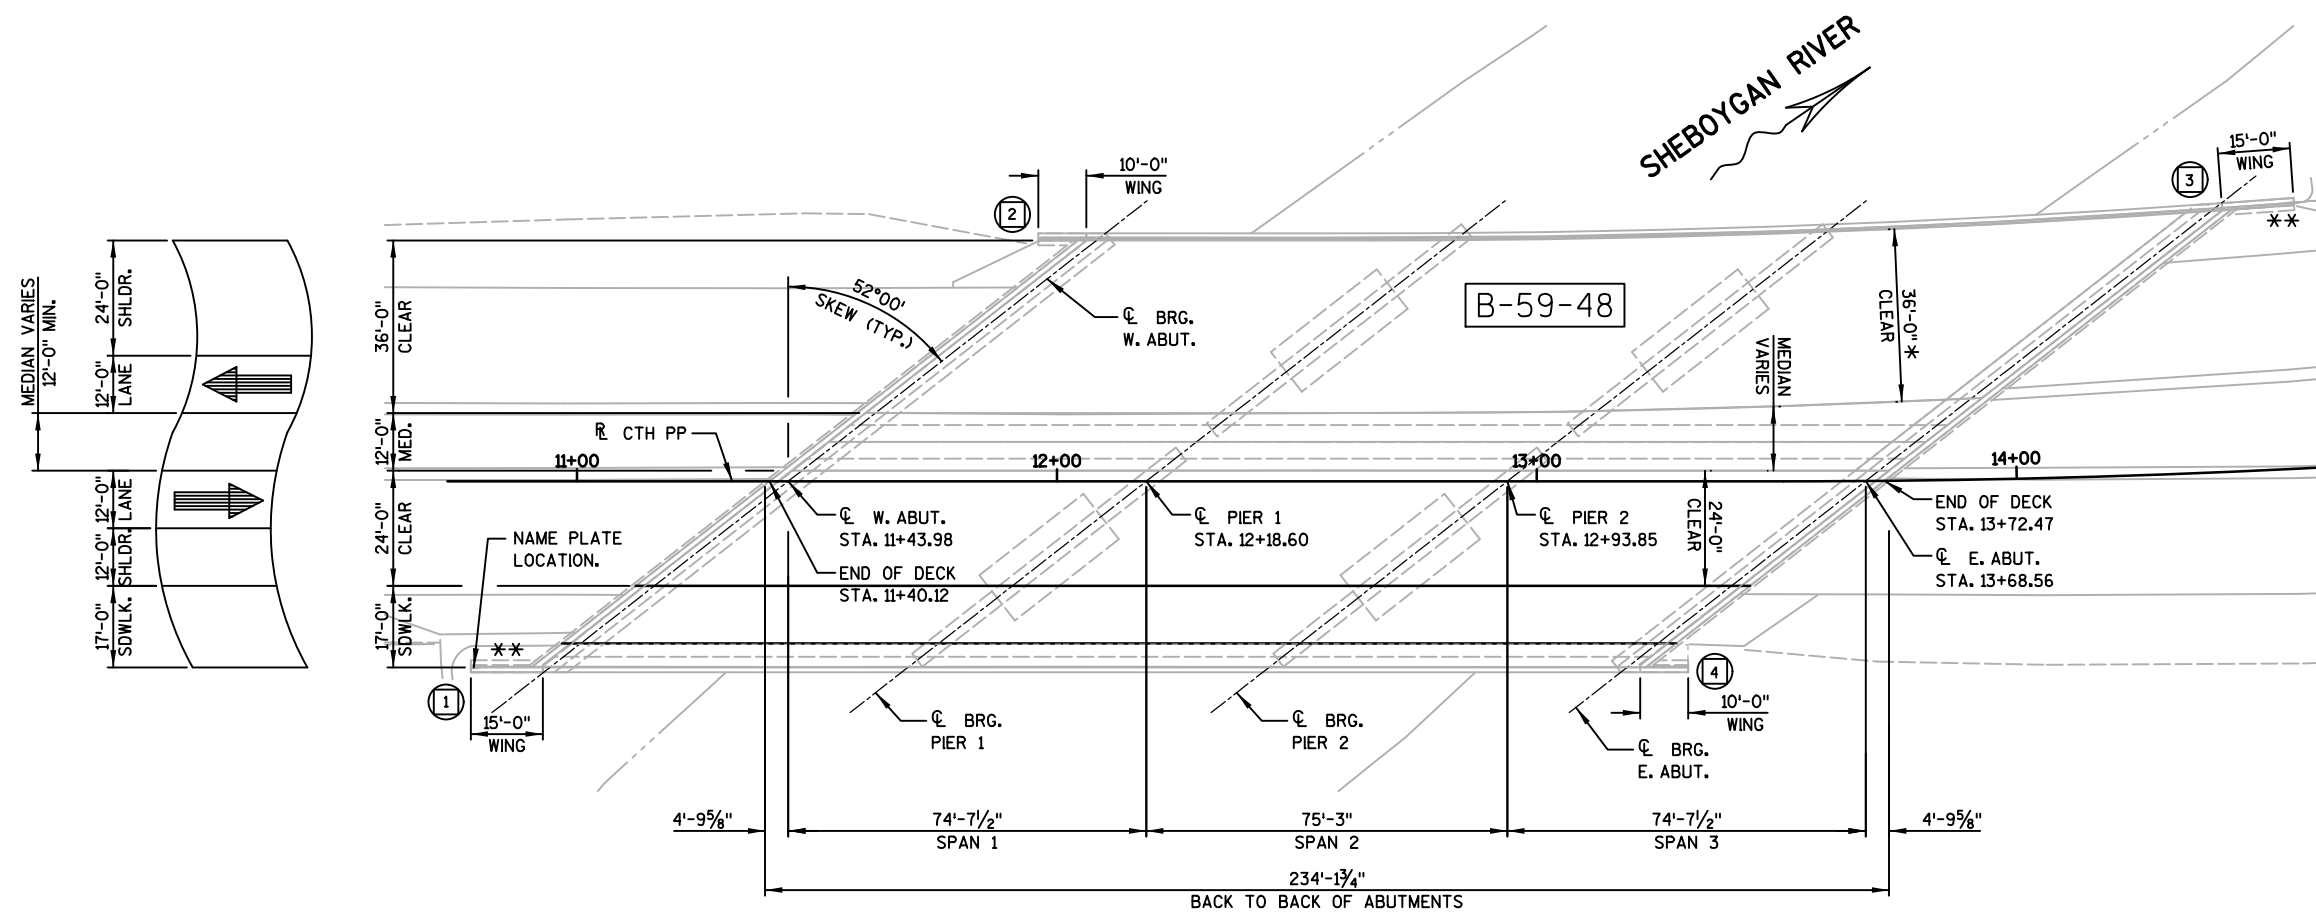 SHEBOYGAN RIVER
MEDIAN VARIES
12'-0" MIN.
24'-0"
SHLDR.
12'-0"
LANE
12'-0"
LANE
12'-0"
SHLDR.
17'-0"
SDWLK.
36'-0"
CLEAR
12'-0"
MED.
24'-0"
CLEAR
17'-0"
SDWLK.
2
10'-0"
WING
3
15'-0"
WING
**
52°00'
SKEW (TYP.)
℄ BRG.
W. ABUT.
B-59-48
MEDIAN
VARIES
36'-0" *
CLEAR
℞ CTH PP
11+00
12+00
13+00
14+00
NAME PLATE
LOCATION.
℄ W. ABUT.
STA. 11+43.98
END OF DECK
STA. 11+40.12
℄ PIER 1
STA. 12+18.60
℄ PIER 2
STA. 12+93.85
24'-0"
CLEAR
END OF DECK
STA. 13+72.47
℄ E. ABUT.
STA. 13+68.56
**
1
15'-0"
WING
℄ BRG.
PIER 1
℄ BRG.
PIER 2
℄ BRG.
E. ABUT.
4
10'-0"
WING
4'-9⅝"
74'-7½"
SPAN 1
75'-3"
SPAN 2
74'-7½"
SPAN 3
4'-9⅝"
234'-1¾"
BACK TO BACK OF ABUTMENTS